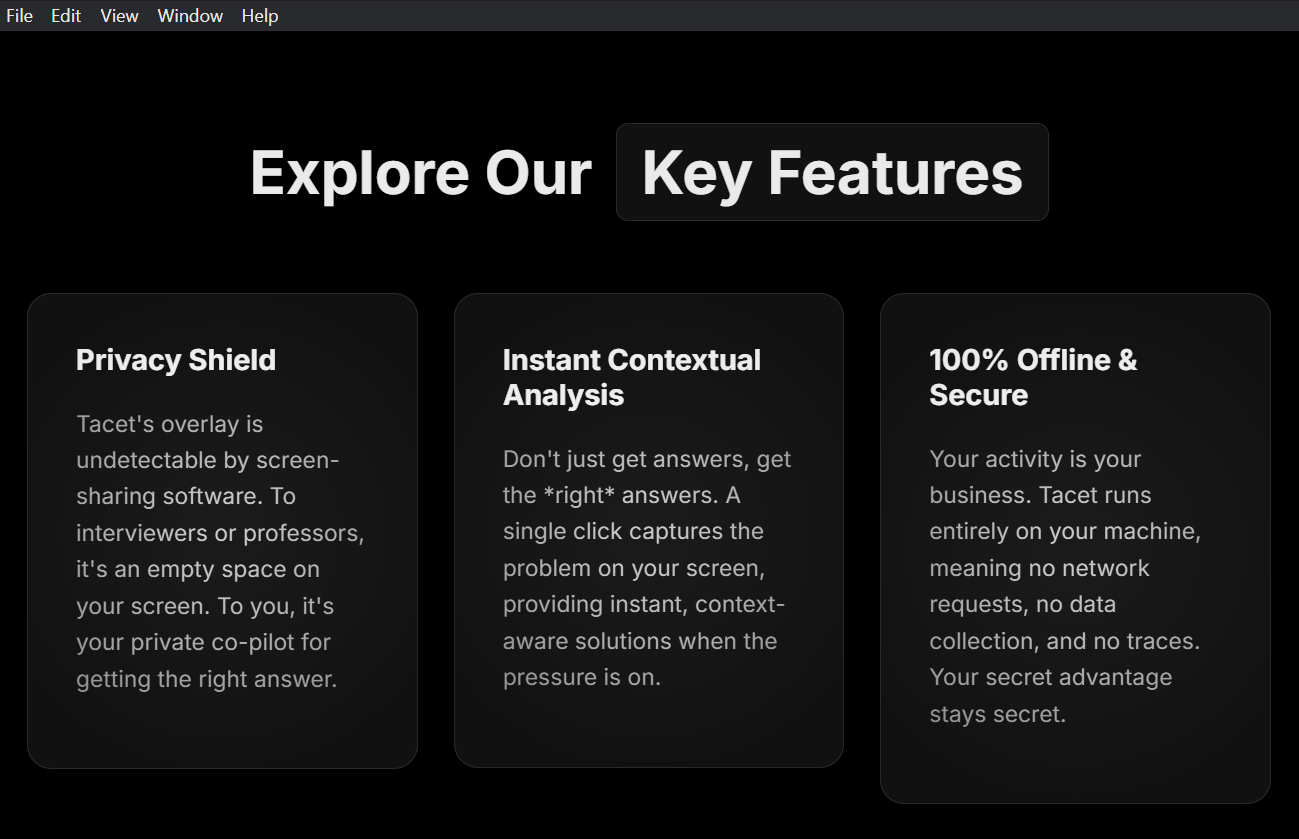 File Edit View Window Help
Explore Our Key Features
Privacy Shield
Tacet's overlay is
undetectable by screen-
sharing software. To
interviewers or professors,
it's an empty space on
your screen. To you, it's
your private co-pilot for
getting the right answer.
Instant Contextual
Analysis
Don't just get answers, get
the *right* answers. A
single click captures the
problem on your screen,
providing instant, context-
aware solutions when the
pressure is on.
100% Offline &
Secure
Your activity is your
business. Tacet runs
entirely on your machine,
meaning no network
requests, no data
collection, and no traces.
Your secret advantage
stays secret.